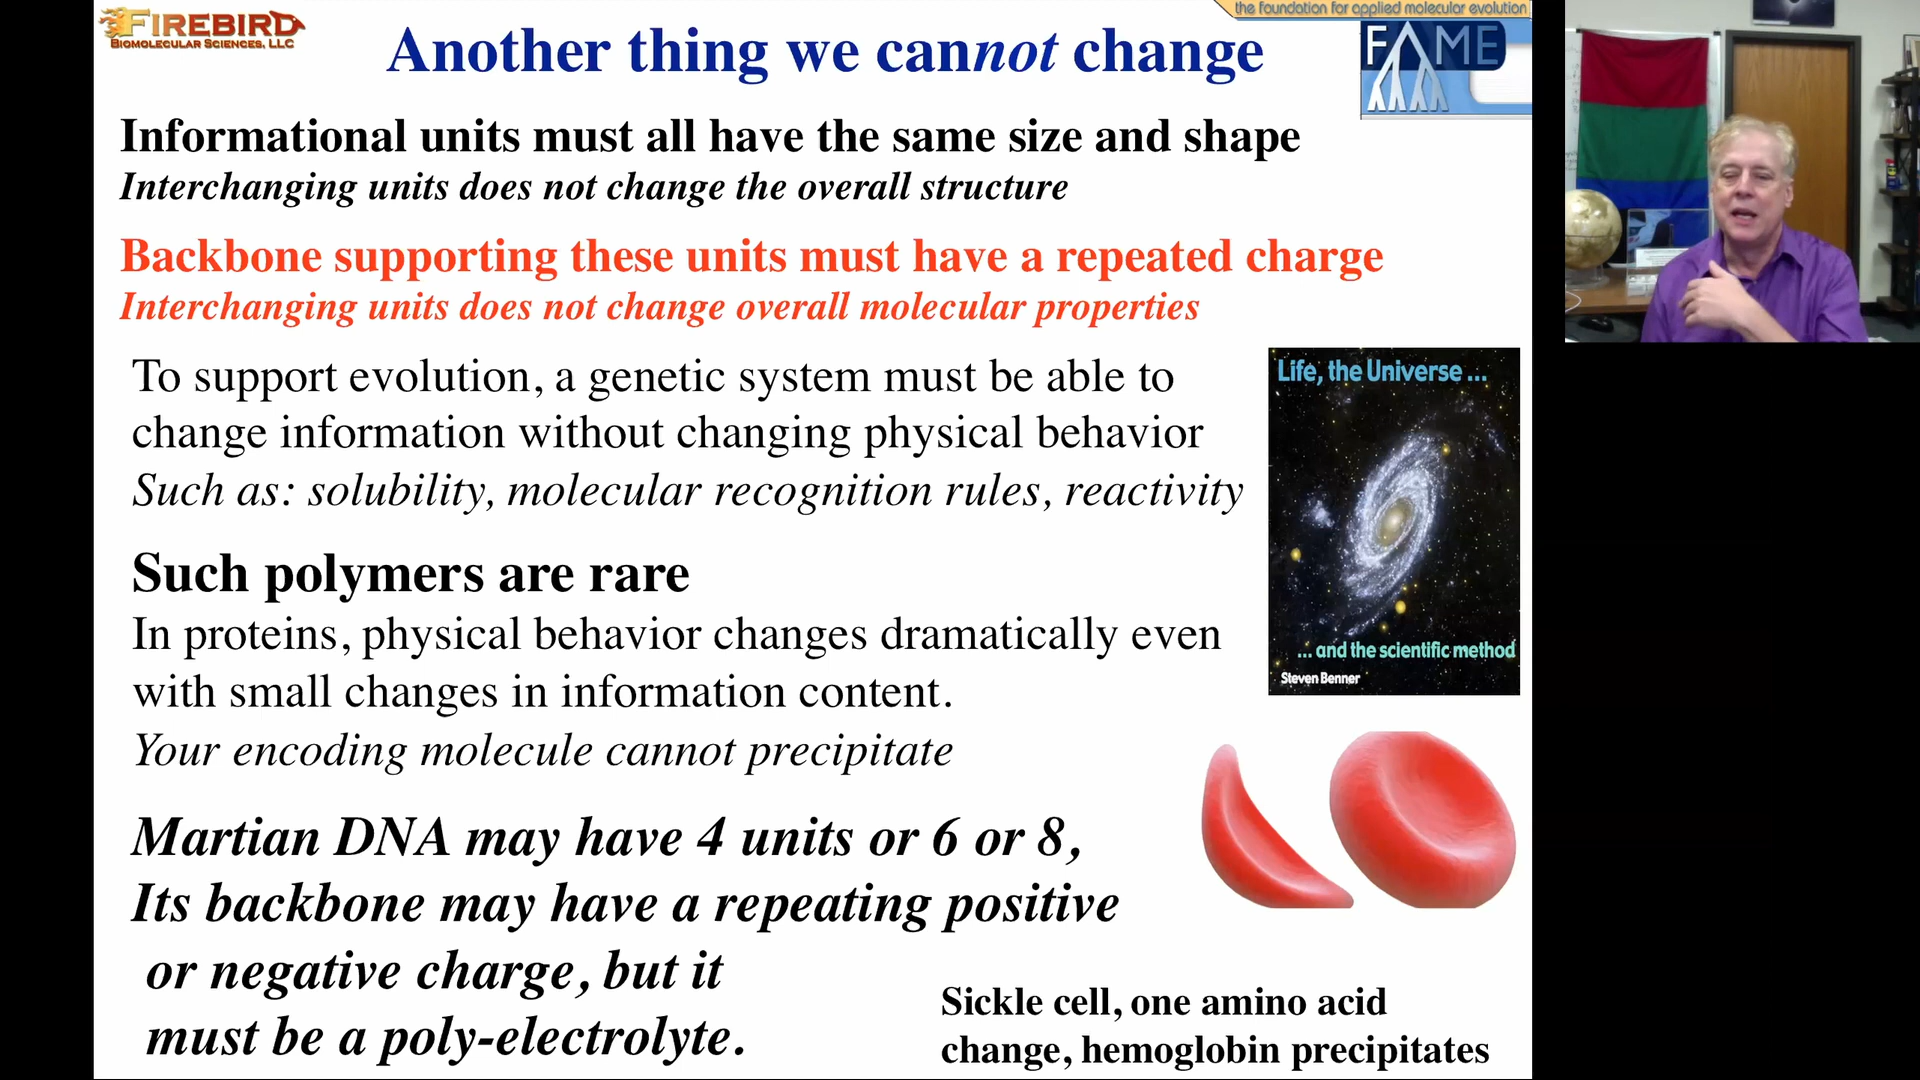 FIREBIRD
BIOMOLECULAR SCIENCES, LLC
the foundation for applied molecular evolution
FAME
Another thing we cannot change
Informational units must all have the same size and shape
Interchanging units does not change the overall structure
Backbone supporting these units must have a repeated charge
Interchanging units does not change overall molecular properties
To support evolution, a genetic system must be able to
change information without changing physical behavior
Such as: solubility, molecular recognition rules, reactivity
Life, the Universe ...
... and the scientific method
Steven Benner
Such polymers are rare
In proteins, physical behavior changes dramatically even
with small changes in information content.
Your encoding molecule cannot precipitate
Martian DNA may have 4 units or 6 or 8,
Its backbone may have a repeating positive
or negative charge, but it
must be a poly-electrolyte.
Sickle cell, one amino acid
change, hemoglobin precipitates